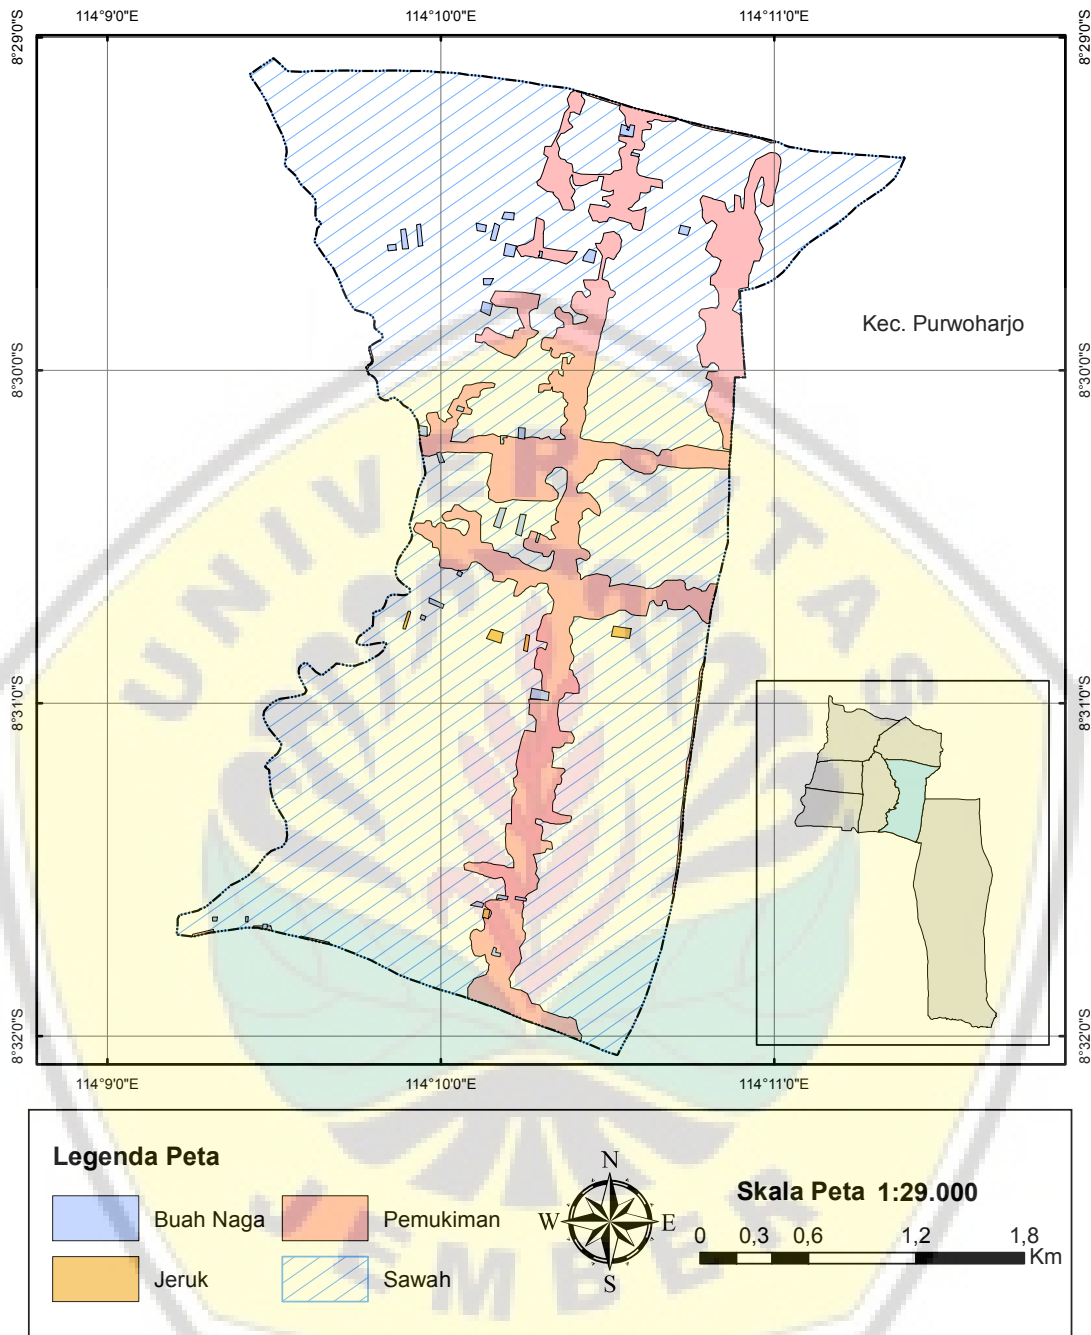 114°9'0"E 114°10'0"E 114°11'0"E
8°29'0"S 8°29'0"S
Kec. Purwoharjo
8°30'0"S 8°30'0"S
UNIVERSITAS
8°31'0"S 8°31'0"S
8°32'0"S 8°32'0"S
114°9'0"E 114°10'0"E 114°11'0"E
Legenda Peta
Buah Naga
Pemukiman
Jeruk
Sawah
N
W E
S
Skala Peta 1:29.000
0 0,3 0,6 1,2 1,8
Km
JEMBER